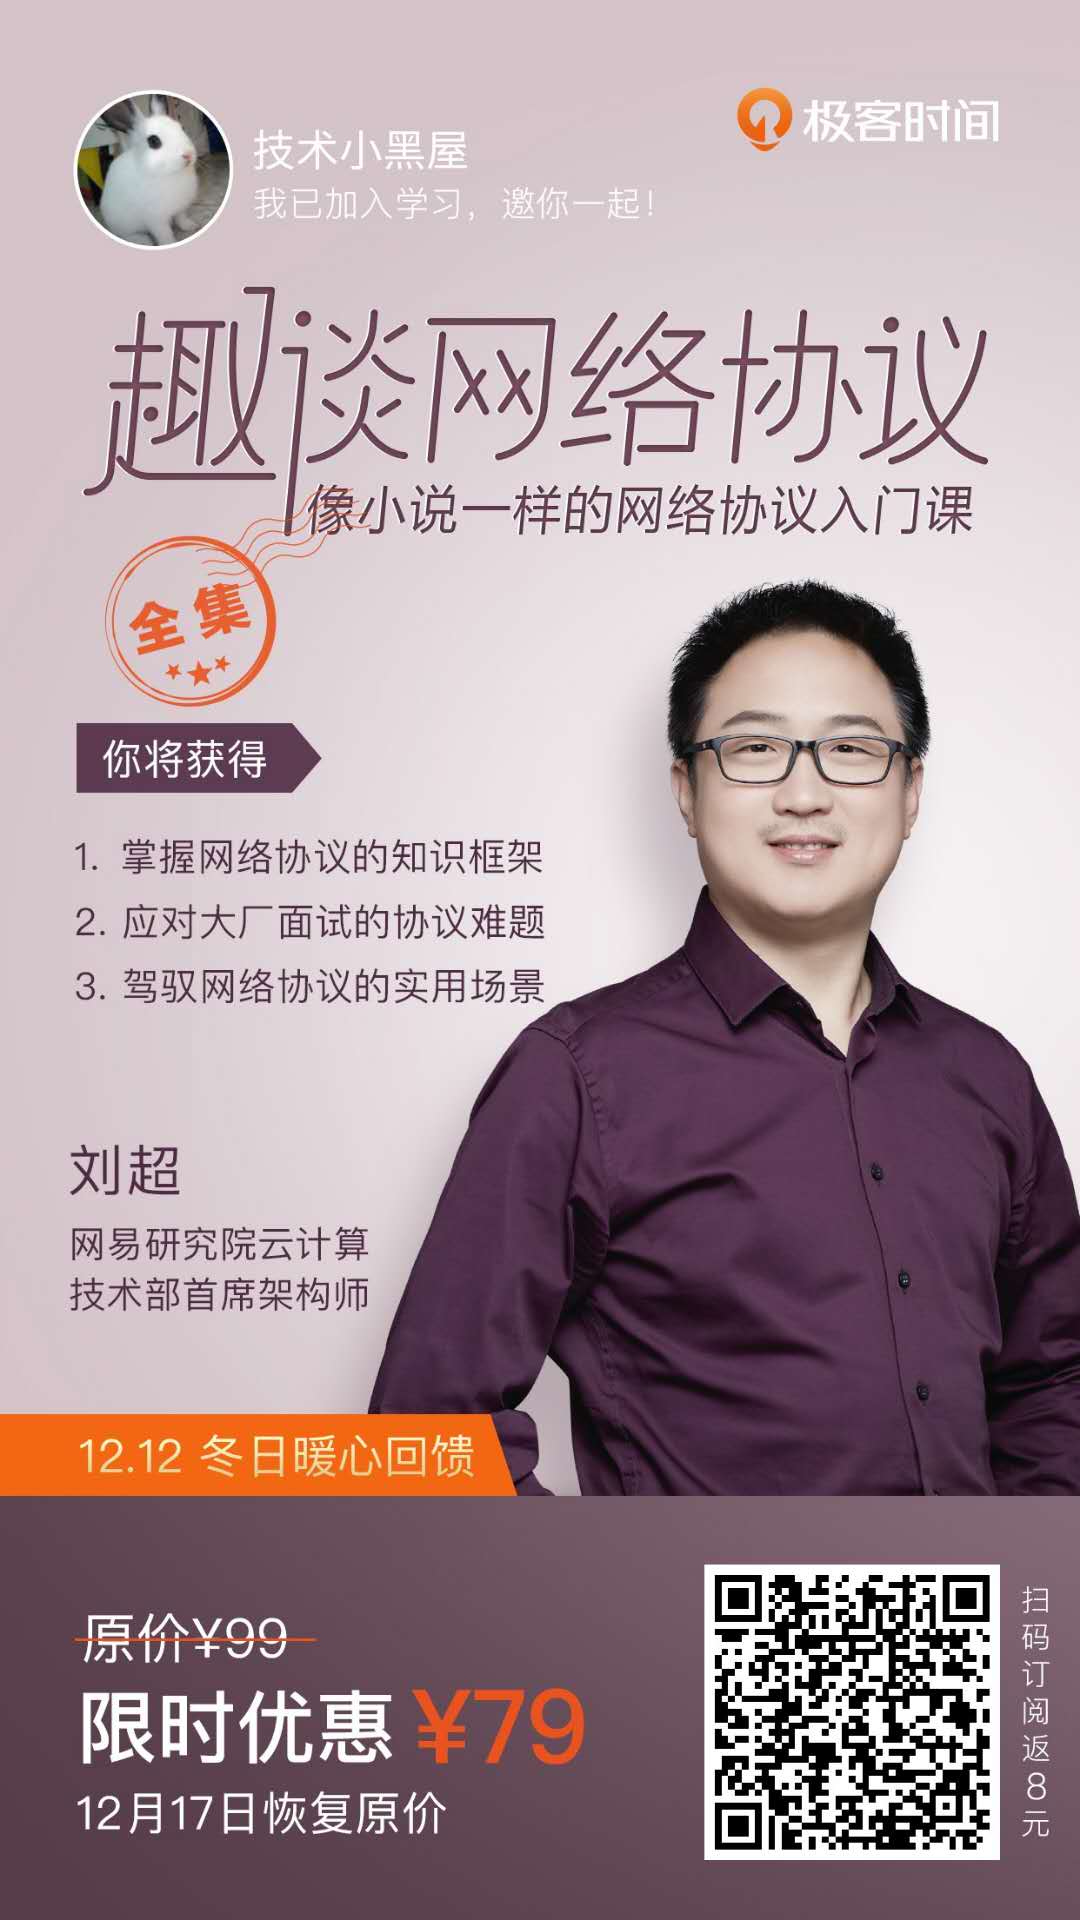 技术小黑屋
我已加入学习，邀你一起！
极客时间
趣谈网络协议
像小说一样的网络协议入门课
全集
你将获得
1. 掌握网络协议的知识框架
2. 应对大厂面试的协议难题
3. 驾驭网络协议的实用场景
刘超
网易研究院云计算
技术部首席架构师
12.12 冬日暖心回馈
原价¥99
限时优惠 ¥79
12月17日恢复原价
扫码订阅返8元